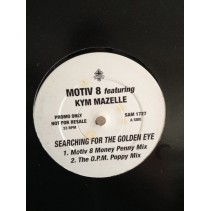 MOTIV 8 featuring
KYM MAZELLE
PROMO ONLY
NOT FOR RESALE
33 RPM
SAM 1737
A SIDE
SEARCHING FOR THE GOLDEN EYE
1. Motiv 8 Money Penny Mix
2. The O.P.M. Poppy Mix